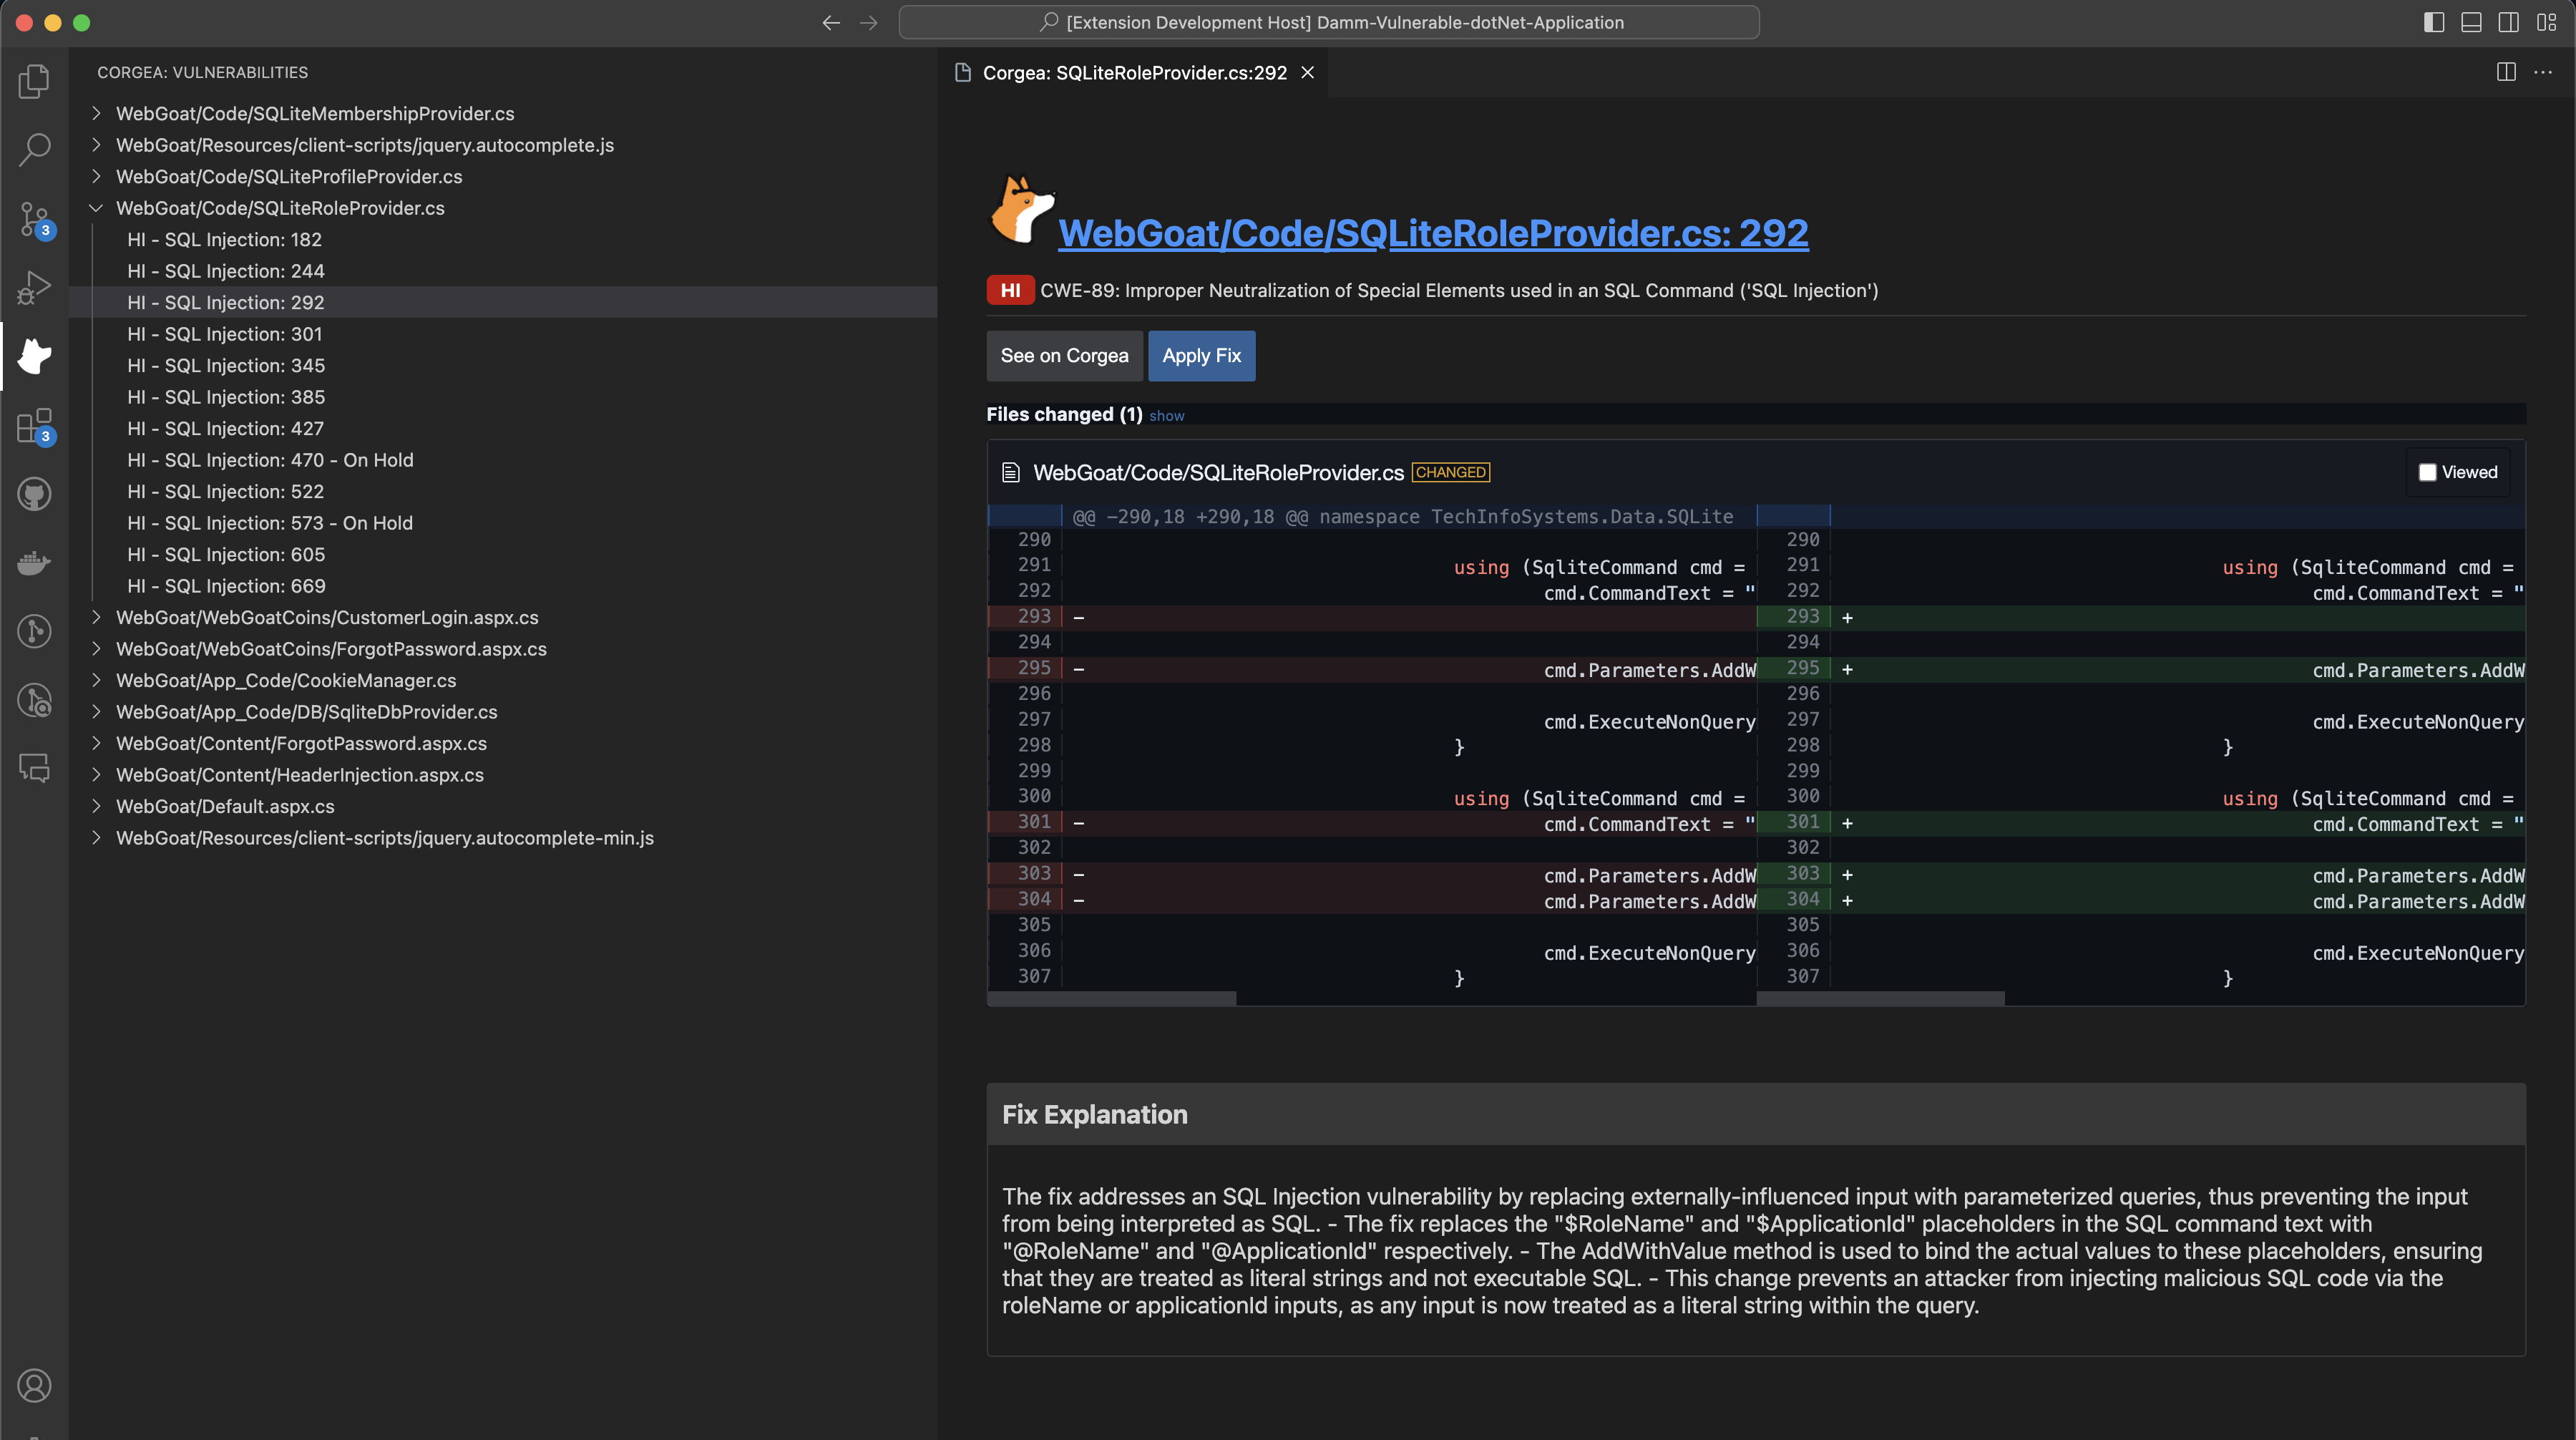 [Extension Development Host] Damm-Vulnerable-dotNet-Application
CORGEA: VULNERABILITIES
WebGoat/Code/SQLiteMembershipProvider.cs
WebGoat/Resources/client-scripts/jquery.autocomplete.js
WebGoat/Code/SQLiteProfileProvider.cs
WebGoat/Code/SQLiteRoleProvider.cs
HI - SQL Injection: 182
HI - SQL Injection: 244
HI - SQL Injection: 292
HI - SQL Injection: 301
HI - SQL Injection: 345
HI - SQL Injection: 385
HI - SQL Injection: 427
HI - SQL Injection: 470 - On Hold
HI - SQL Injection: 522
HI - SQL Injection: 573 - On Hold
HI - SQL Injection: 605
HI - SQL Injection: 669
WebGoat/WebGoatCoins/CustomerLogin.aspx.cs
WebGoat/WebGoatCoins/ForgotPassword.aspx.cs
WebGoat/App_Code/CookieManager.cs
WebGoat/App_Code/DB/SqliteDbProvider.cs
WebGoat/Content/ForgotPassword.aspx.cs
WebGoat/Content/HeaderInjection.aspx.cs
WebGoat/Default.aspx.cs
WebGoat/Resources/client-scripts/jquery.autocomplete-min.js
3
3
Corgea: SQLiteRoleProvider.cs:292
WebGoat/Code/SQLiteRoleProvider.cs: 292
HI CWE-89: Improper Neutralization of Special Elements used in an SQL Command ('SQL Injection')
See on Corgea Apply Fix
Files changed (1) show
WebGoat/Code/SQLiteRoleProvider.cs CHANGED Viewed
@@ -290,18 +290,18 @@ namespace TechInfoSystems.Data.SQLite
290 290
291 using (SqliteCommand cmd = 291 using (SqliteCommand cmd =
292 cmd.CommandText = " 292 cmd.CommandText = "
293 - 293 +
294 294
295 - cmd.Parameters.AddW 295 + cmd.Parameters.AddW
296 296
297 cmd.ExecuteNonQuery 297 cmd.ExecuteNonQuery
298 } 298 }
299 299
300 using (SqliteCommand cmd = 300 using (SqliteCommand cmd =
301 - cmd.CommandText = " 301 + cmd.CommandText = "
302 302
303 - cmd.Parameters.AddW 303 + cmd.Parameters.AddW
304 - cmd.Parameters.AddW 304 + cmd.Parameters.AddW
305 305
306 cmd.ExecuteNonQuery 306 cmd.ExecuteNonQuery
307 } 307 }
Fix Explanation
The fix addresses an SQL Injection vulnerability by replacing externally-influenced input with parameterized queries, thus preventing the input
from being interpreted as SQL. - The fix replaces the "$RoleName" and "$ApplicationId" placeholders in the SQL command text with
"@RoleName" and "@ApplicationId" respectively. - The AddWithValue method is used to bind the actual values to these placeholders, ensuring
that they are treated as literal strings and not executable SQL. - This change prevents an attacker from injecting malicious SQL code via the
roleName or applicationId inputs, as any input is now treated as a literal string within the query.